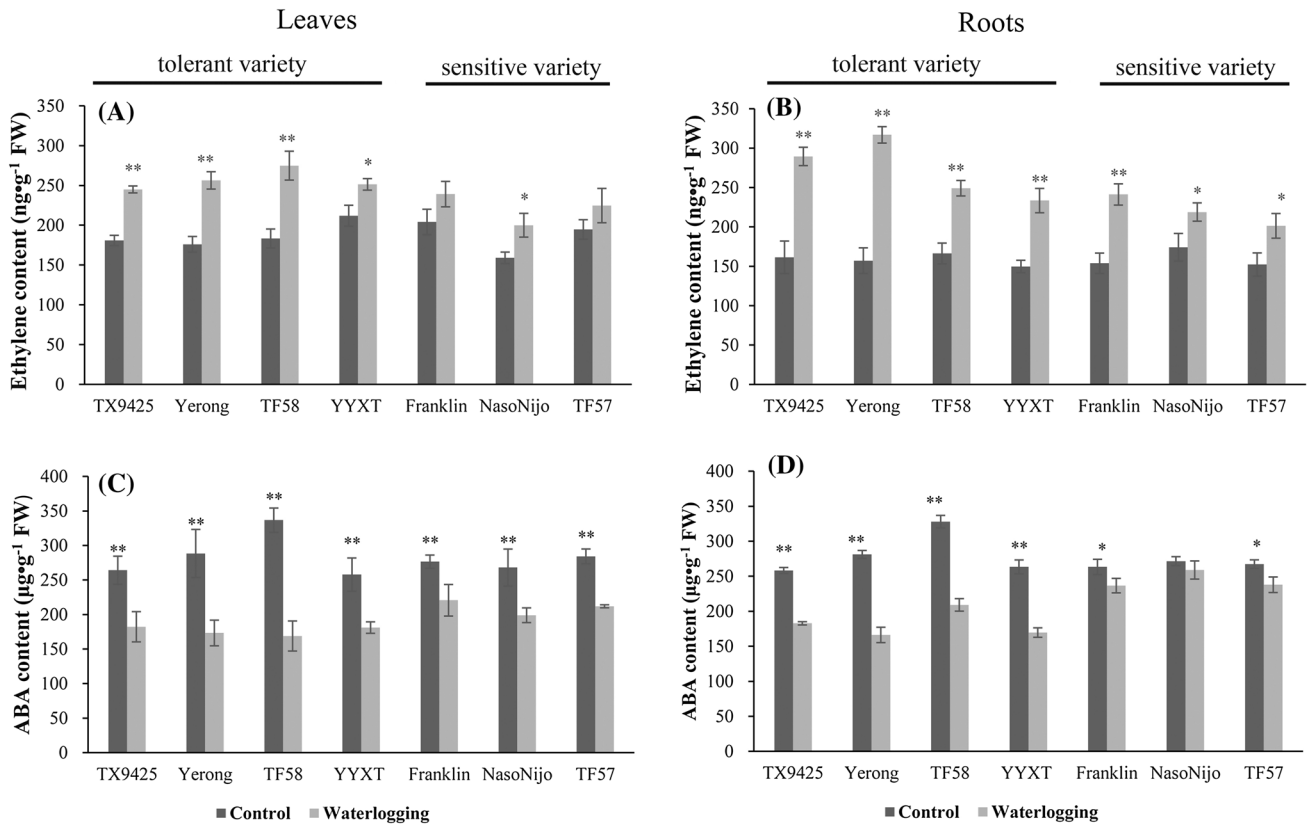 Leaves
Roots
tolerant variety sensitive variety
tolerant variety sensitive variety
(A)
Ethylene content (ng•g-1 FW)
350
300
250
200
150
100
50
0
** ** ** * *
TX9425 Yerong TF58 YYXT Franklin NasoNijo TF57
(B)
Ethylene content (ng•g-1 FW)
350
300
250
200
150
100
50
0
** ** ** ** ** * *
TX9425 Yerong TF58 YYXT Franklin NasoNijo TF57
(C)
ABA content (µg•g-1 FW)
400
350
300
250
200
150
100
50
0
** ** ** ** ** ** **
TX9425 Yerong TF58 YYXT Franklin NasoNijo TF57
Control Waterlogging
(D)
ABA content (µg•g-1 FW)
400
350
300
250
200
150
100
50
0
** ** ** ** * *
TX9425 Yerong TF58 YYXT Franklin NasoNijo TF57
Control Waterlogging